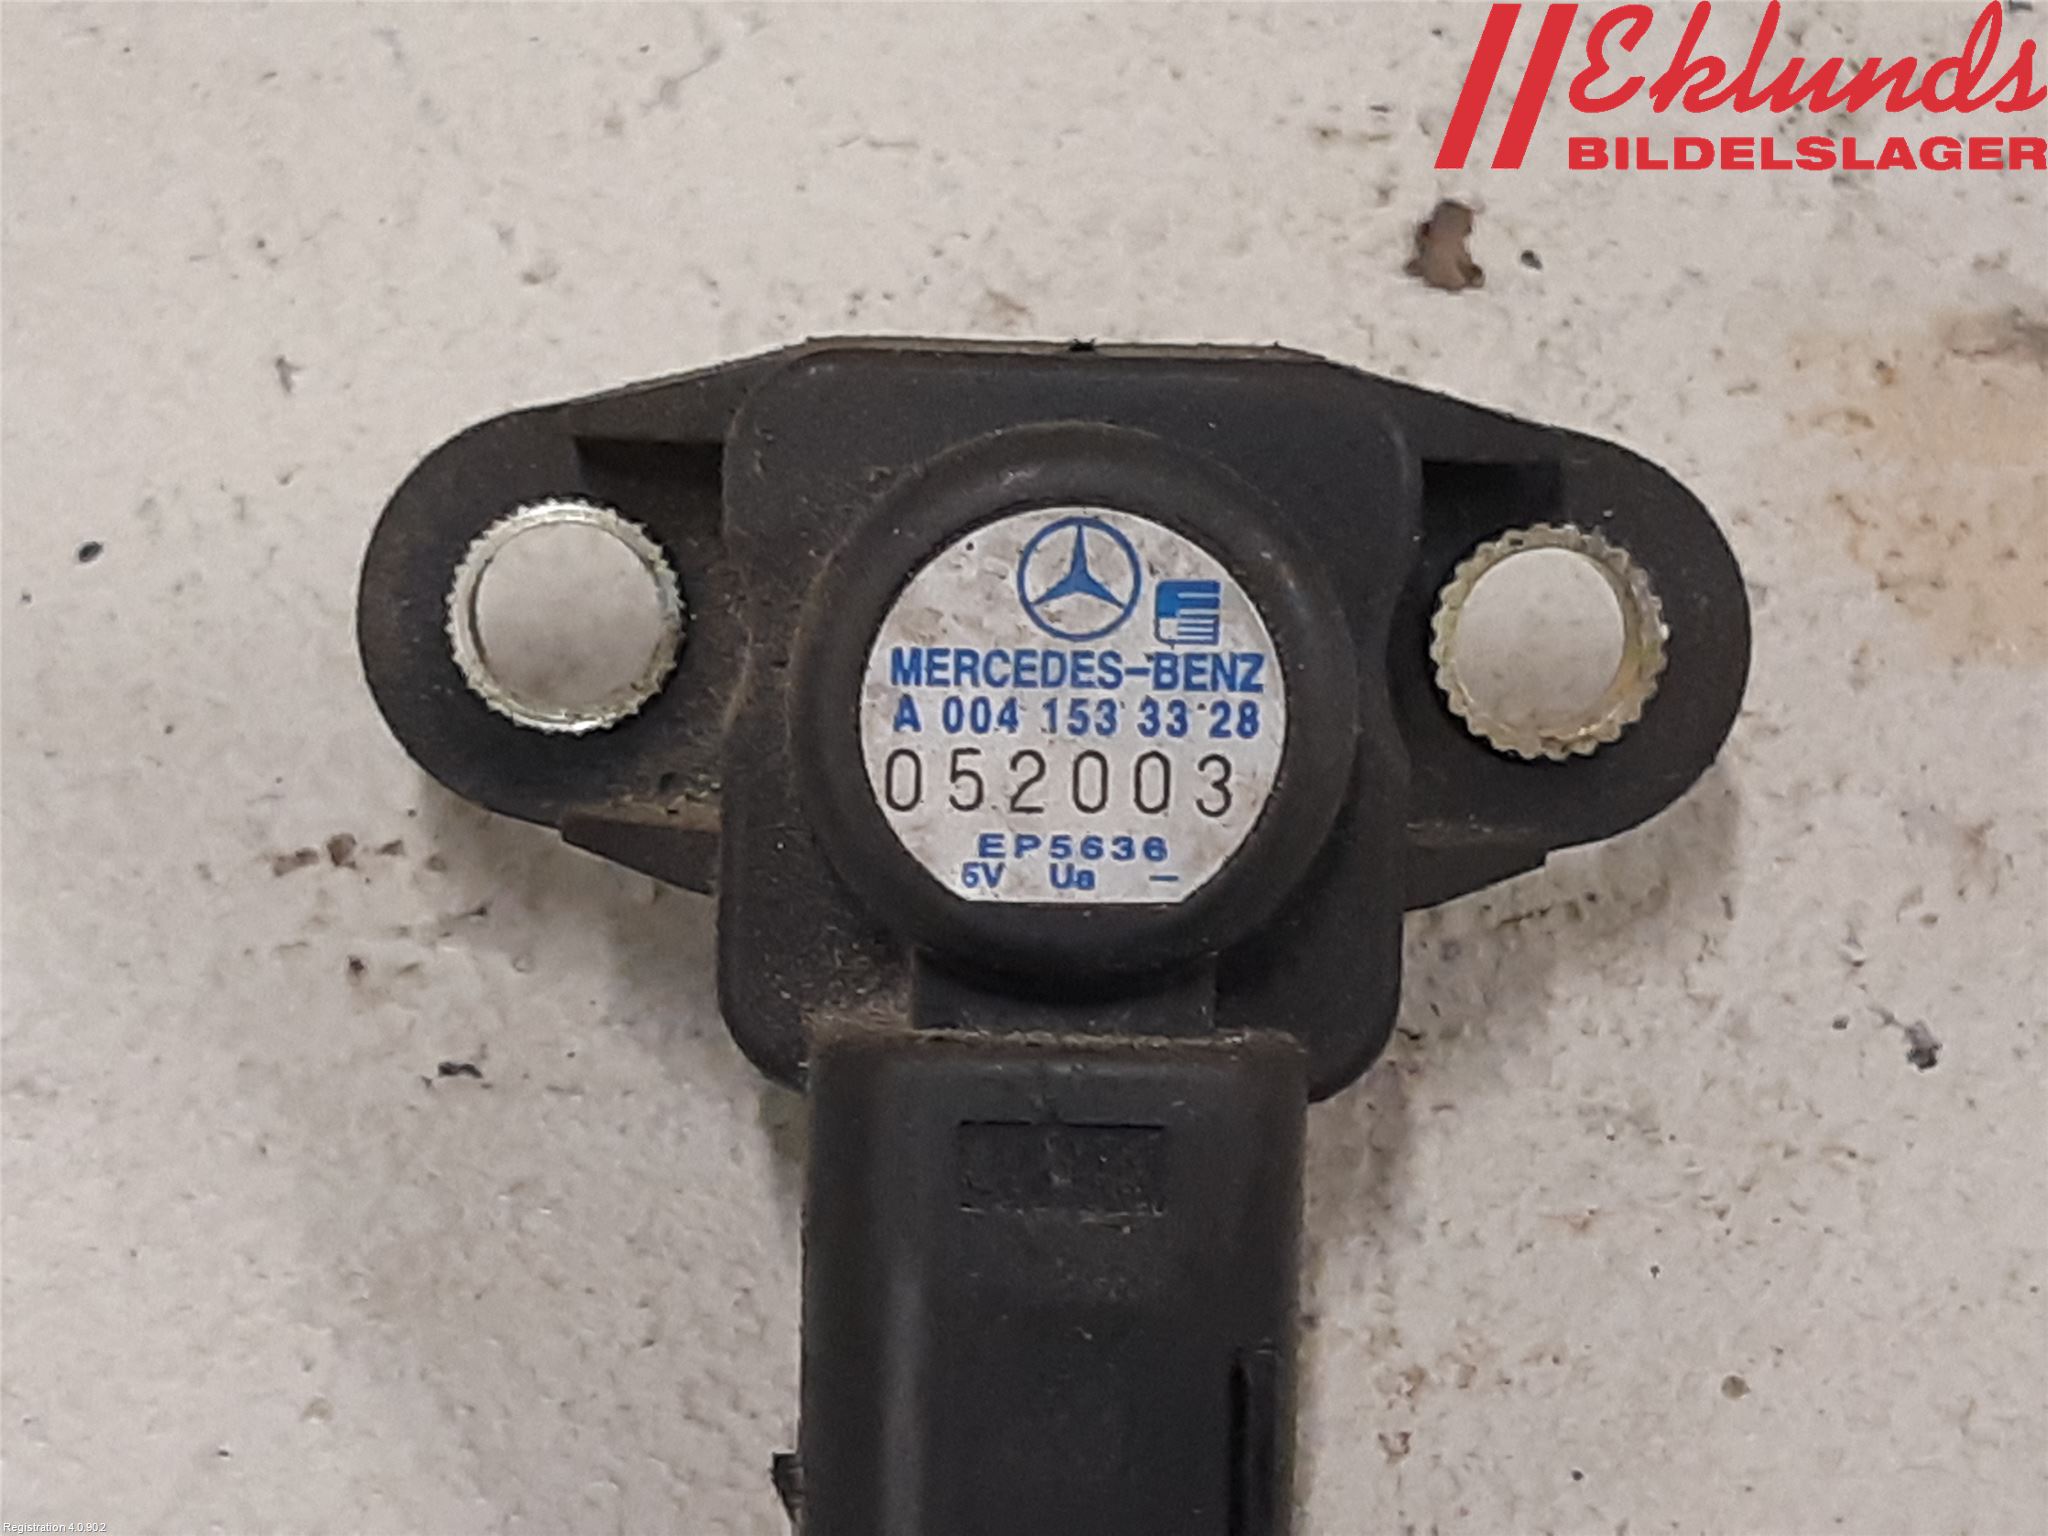 Eklunds
BILDELSLAGER
MERCEDES-BENZ
A 004 153 33 28
052003
EP5636
5V Ua -
Registration 4.0.902